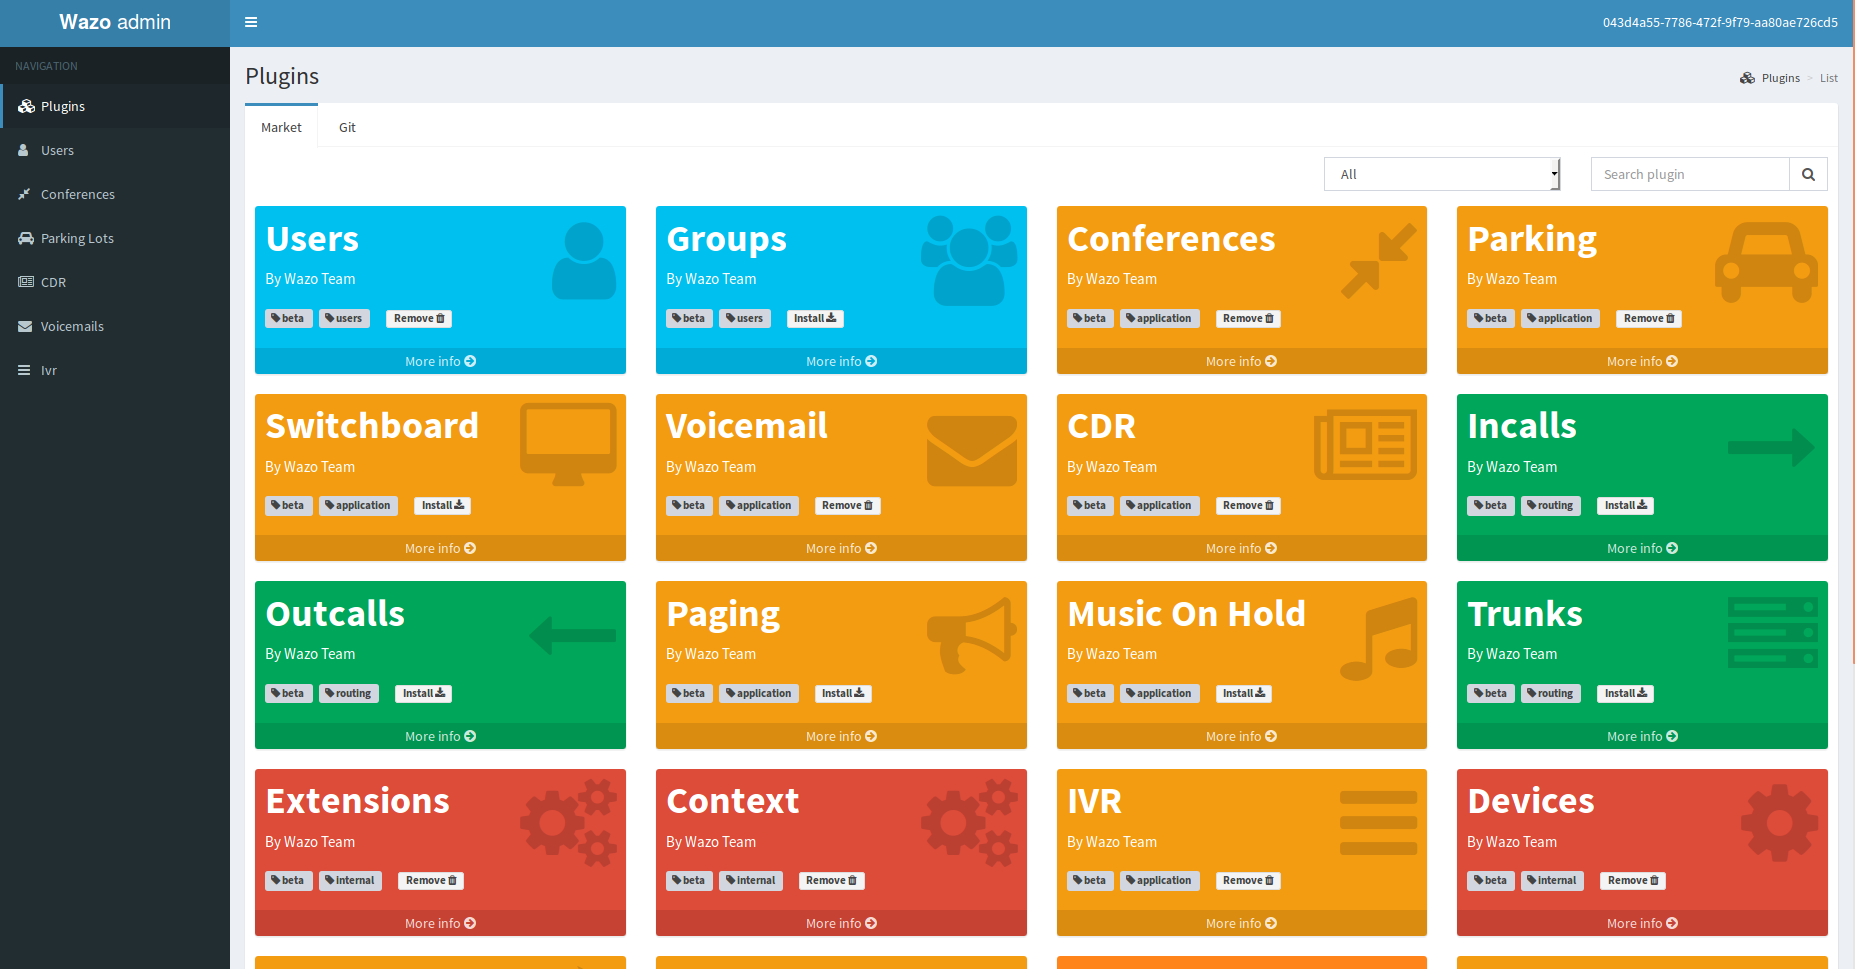 Wazo admin
043d4a55-7786-472f-9f79-aa80ae726cd5
NAVIGATION
Plugins
Users
Conferences
Parking Lots
CDR
Voicemails
Ivr
Plugins
Plugins > List
Market Git
All
Search plugin
Users
By Wazo Team
beta users Remove
More info
Groups
By Wazo Team
beta users Install
More info
Conferences
By Wazo Team
beta application Remove
More info
Parking
By Wazo Team
beta application Remove
More info
Switchboard
By Wazo Team
beta application Install
More info
Voicemail
By Wazo Team
beta application Remove
More info
CDR
By Wazo Team
beta application Remove
More info
Incalls
By Wazo Team
beta routing Install
More info
Outcalls
By Wazo Team
beta routing Install
More info
Paging
By Wazo Team
beta application Install
More info
Music On Hold
By Wazo Team
beta application Install
More info
Trunks
By Wazo Team
beta routing Install
More info
Extensions
By Wazo Team
beta internal Remove
More info
Context
By Wazo Team
beta internal Remove
More info
IVR
By Wazo Team
beta application Remove
More info
Devices
By Wazo Team
beta Internal Remove
More info